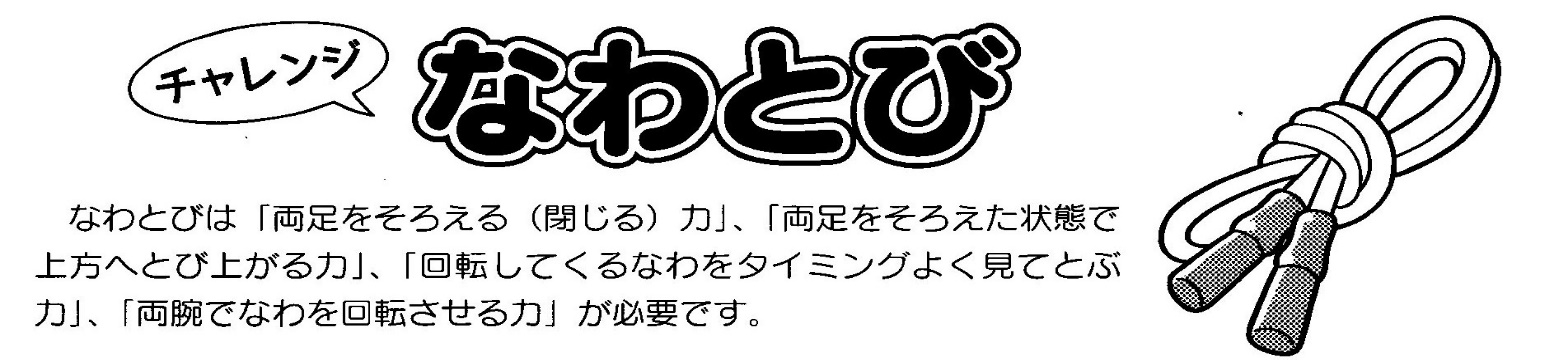 チャレンジ
なわとび
なわとびは「両足をそろえる（閉じる）力」、「両足をそろえた状態で
上方へとび上がる力」、「回転してくるなわをタイミングよく見てとぶ
力」、「両腕でなわを回転させる力」が必要です。